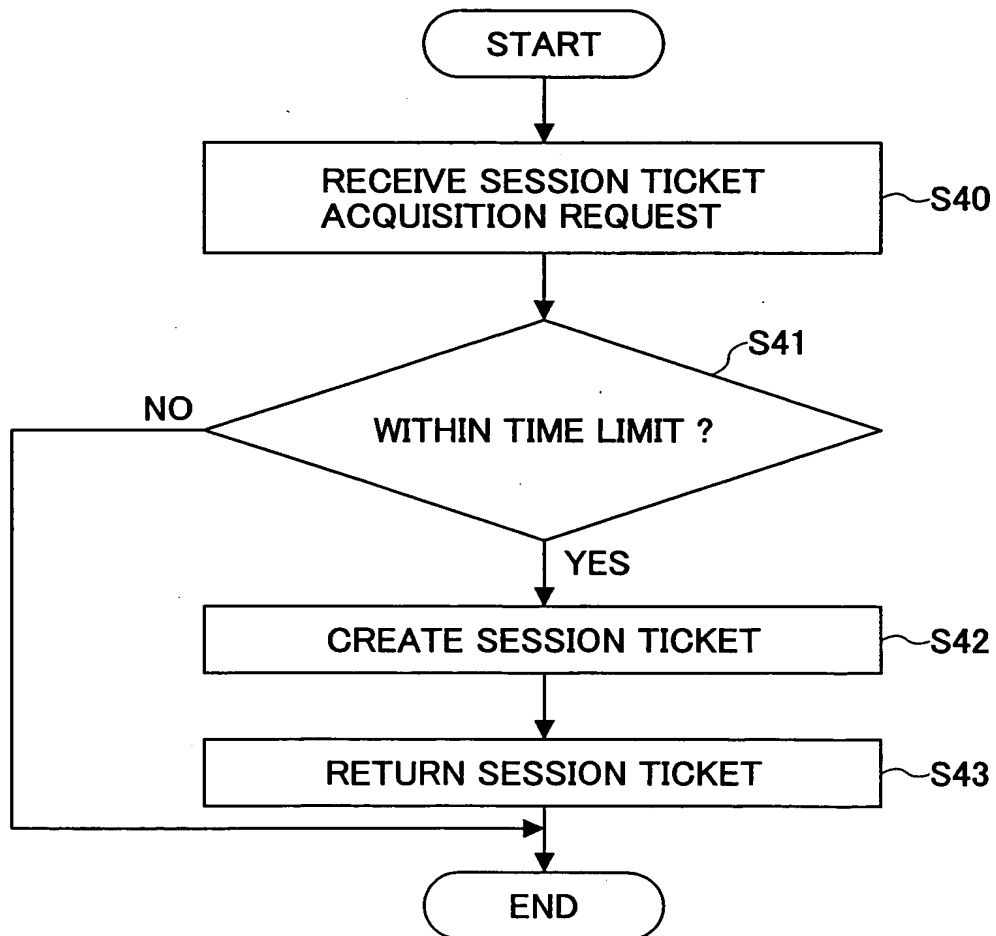 START
RECEIVE SESSION TICKET
ACQUISITION REQUEST
S40
S41
NO
WITHIN TIME LIMIT ?
YES
CREATE SESSION TICKET
S42
RETURN SESSION TICKET
S43
END